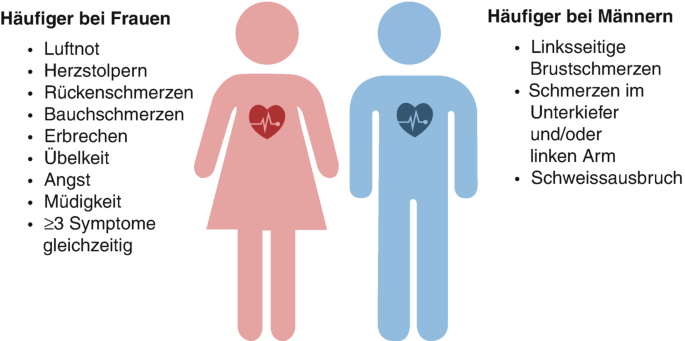 Häufiger bei Frauen
• Luftnot
• Herzstolpern
• Rückenschmerzen
• Bauchschmerzen
• Erbrechen
• Übelkeit
• Angst
• Müdigkeit
• ≥3 Symptome
gleichzeitig
Häufiger bei Männern
• Linksseitige
Brustschmerzen
• Schmerzen im
Unterkiefer
und/oder
linken Arm
• Schweissausbruch